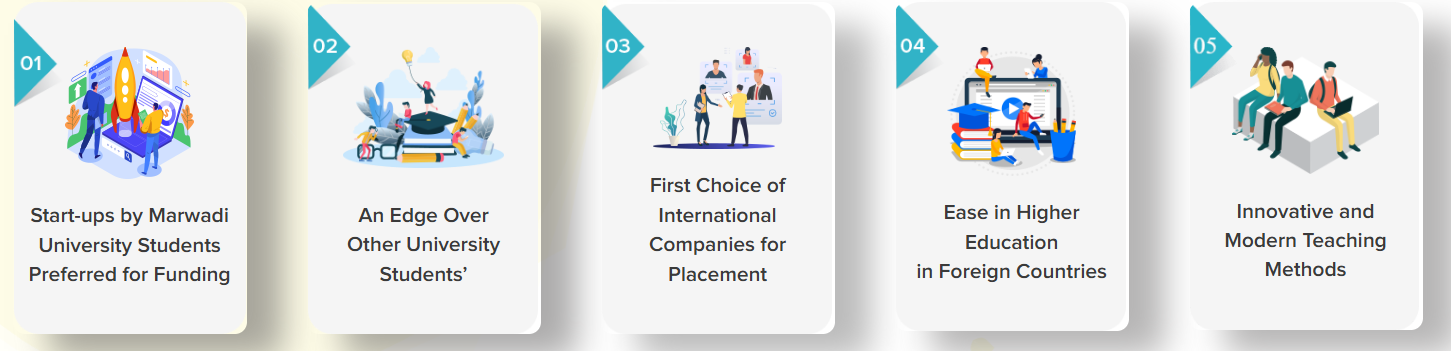 01
Start-ups by Marwadi
University Students
Preferred for Funding
02
An Edge Over
Other University
Students’
03
First Choice of
International
Companies for
Placement
04
Ease in Higher
Education
in Foreign Countries
05
Innovative and
Modern Teaching
Methods